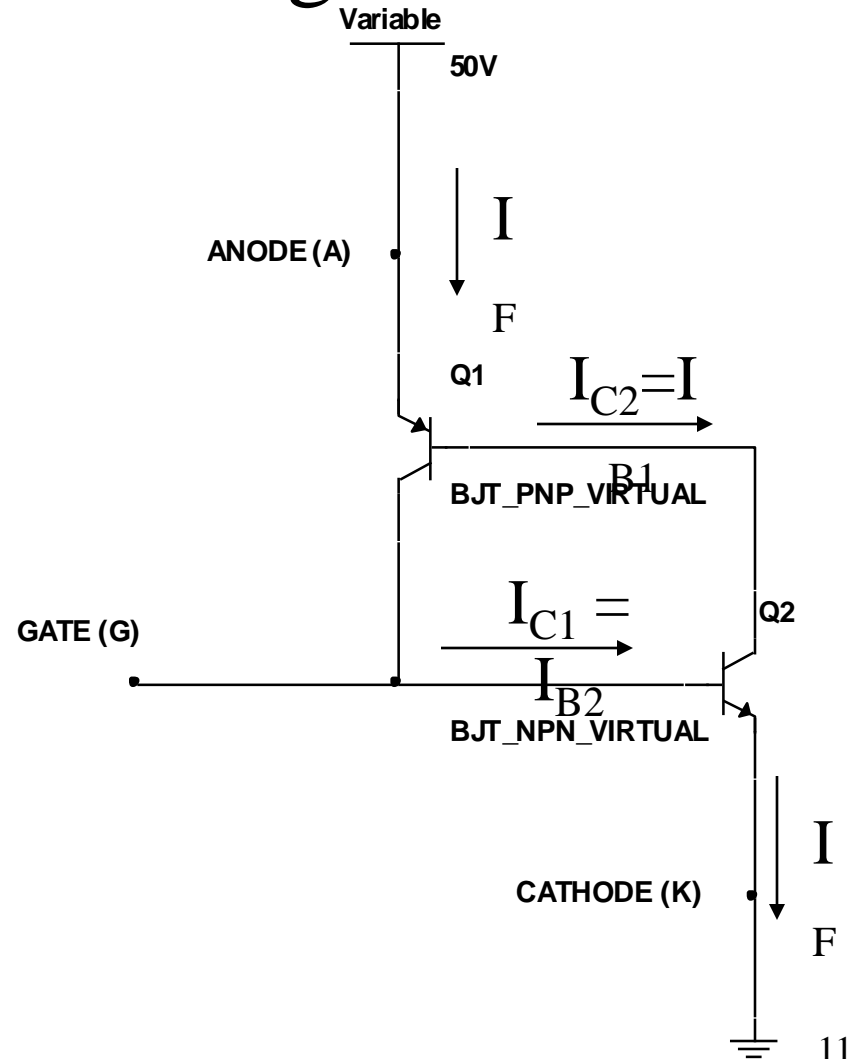 Variable
50V
I
F
ANODE (A)
Q1
I_C2=I
B1
BJT_PNP_VIRTUAL
I_C1 =
I_B2
Q2
GATE (G)
BJT_NPN_VIRTUAL
I
F
CATHODE (K)
11